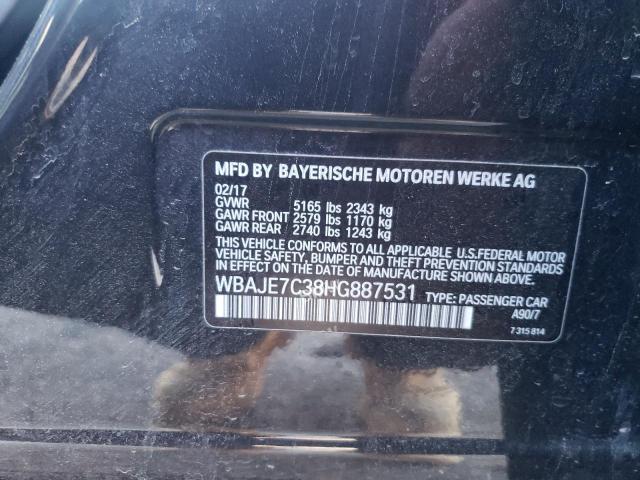 MFD BY BAYERISCHE MOTOREN WERKE AG
02/17
GVWR 5165 lbs 2343 kg
GAWR FRONT 2579 lbs 1170 kg
GAWR REAR 2740 lbs 1243 kg
THIS VEHICLE CONFORMS TO ALL APPLICABLE U.S.FEDERAL MOTOR
VEHICLE SAFETY, BUMPER AND THEFT PREVENTION STANDARDS IN
EFFECT ON THE DATE OF MANUFACTURE SHOWN ABOVE.
WBAJE7C38HG887531 TYPE: PASSENGER CAR
A90/7
7 315 814